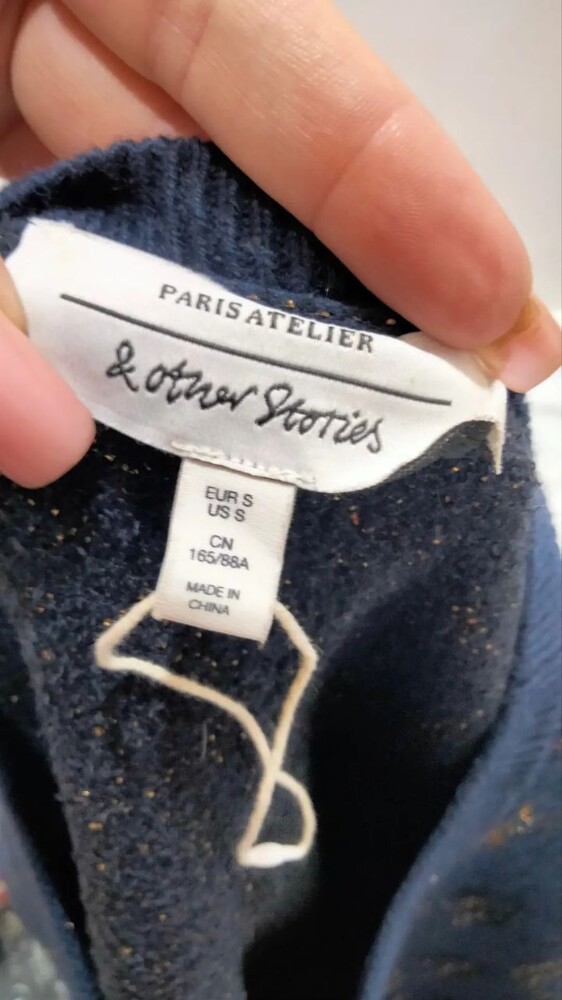 PARIS ATELIER
& other Stories
EUR S
US S
CN
165/88A
MADE IN
CHINA